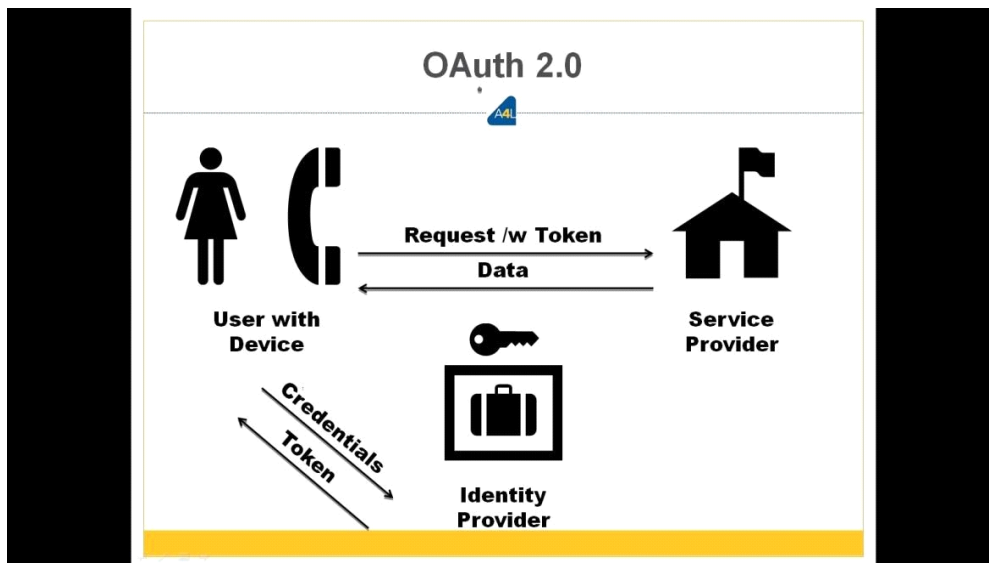 OAuth 2.0
A4L
Request /w Token
Data
User with
Device
Service
Provider
Credentials
Token
Identity
Provider